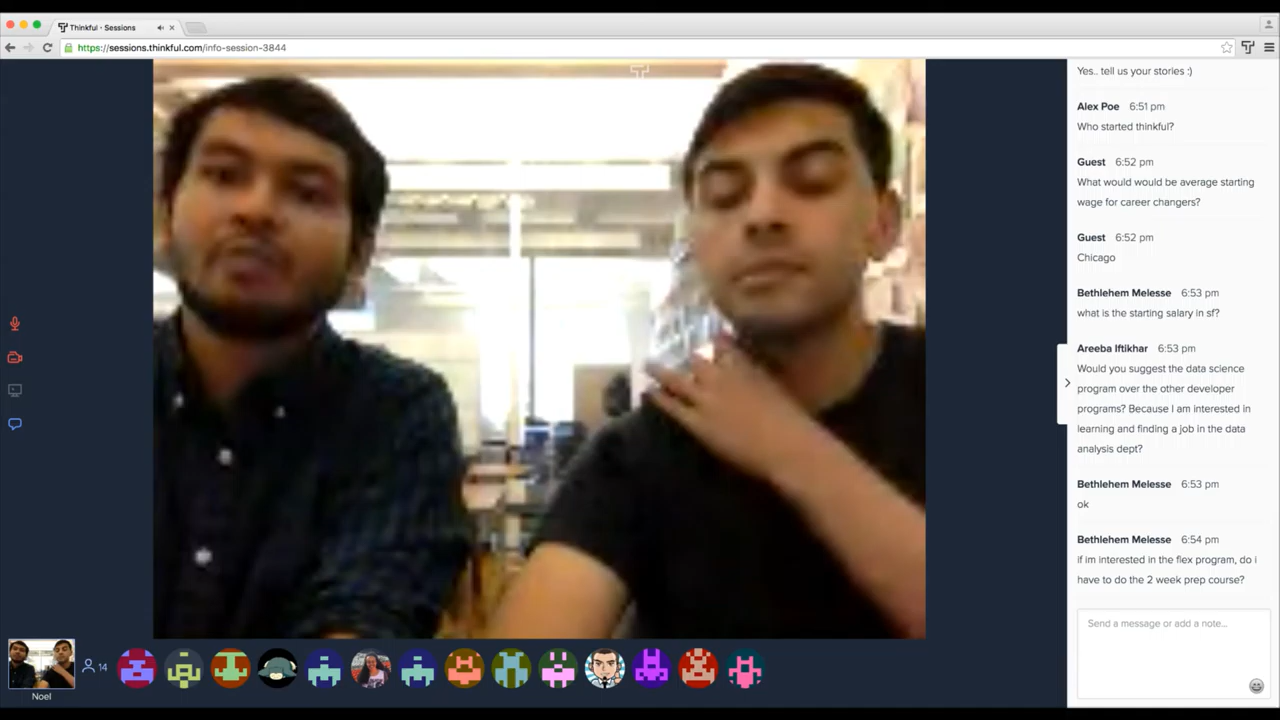 Thinkful - Sessions
https://sessions.thinkful.com/info-session-3844
Yes.. tell us your stories :)
Alex Poe 6:51 pm
Who started thinkful?
Guest 6:52 pm
What would would be average starting
wage for career changers?
Guest 6:52 pm
Chicago
Bethlehem Melesse 6:53 pm
what is the starting salary in sf?
Areeba Iftikhar 6:53 pm
Would you suggest the data science
program over the other developer
programs? Because I am interested in
learning and finding a job in the data
analysis dept?
Bethlehem Melesse 6:53 pm
ok
Bethlehem Melesse 6:54 pm
if im interested in the flex program, do i
have to do the 2 week prep course?
Send a message or add a note...
14
Noel